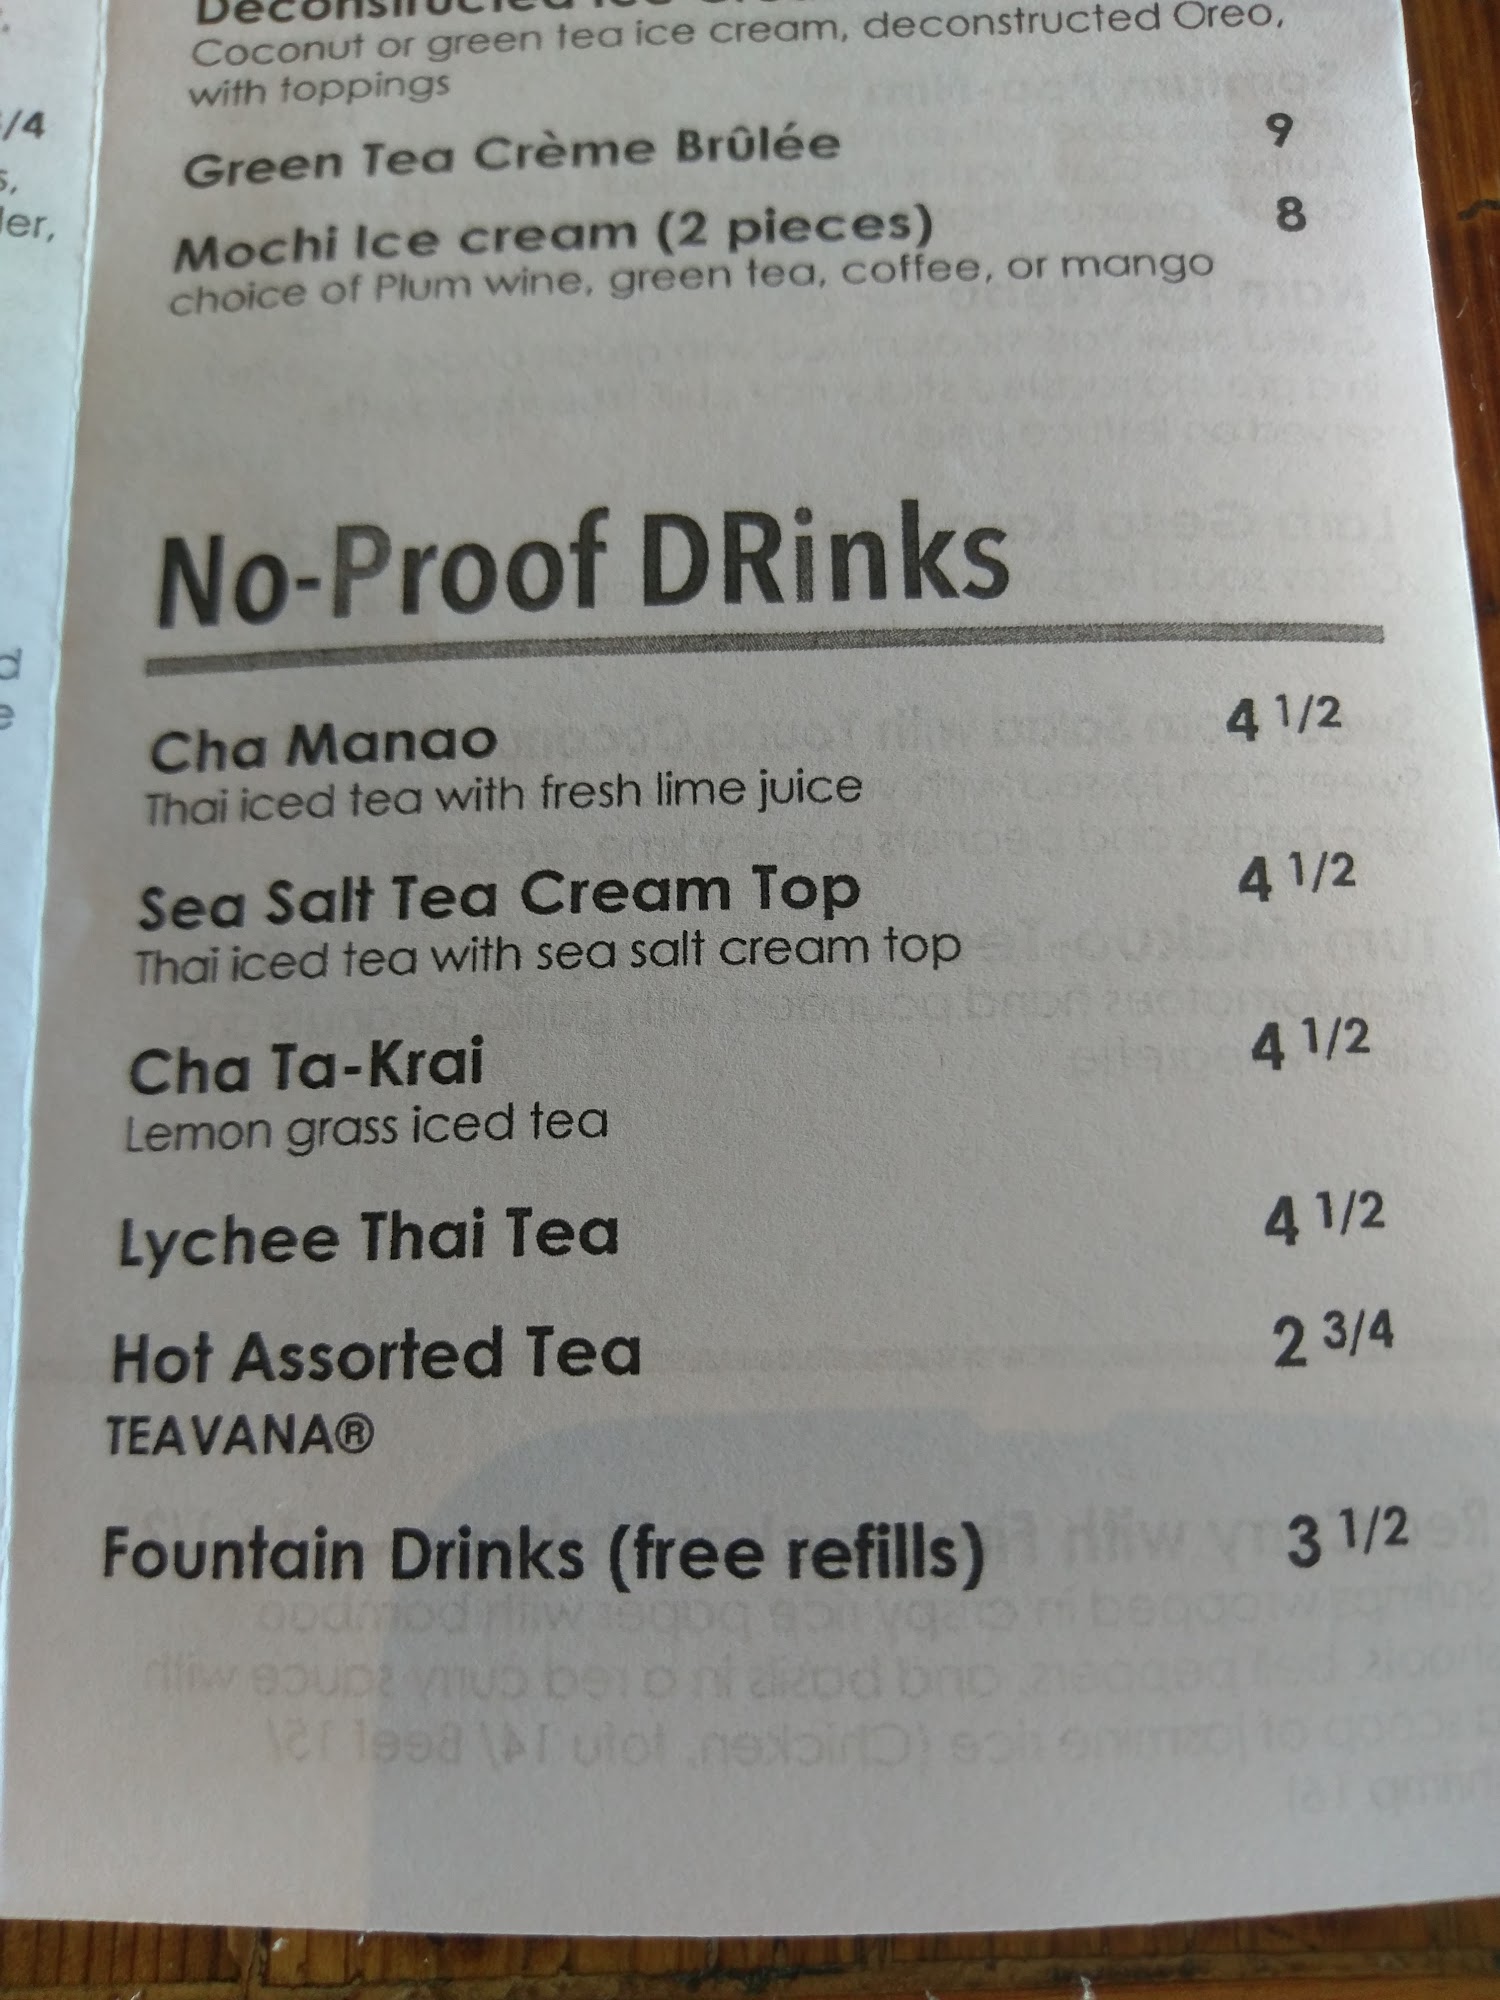 Deconstructed Ice
Coconut or green tea ice cream, deconstructed Oreo,
with toppings
Green Tea Crème Brûlée 9
Mochi Ice cream (2 pieces) 8
choice of Plum wine, green tea, coffee, or mango
No-Proof DRinks
Cha Manao 4 1/2
Thai iced tea with fresh lime juice
Sea Salt Tea Cream Top 4 1/2
Thai iced tea with sea salt cream top
Cha Ta-Krai 4 1/2
Lemon grass iced tea
Lychee Thai Tea 4 1/2
Hot Assorted Tea 2 3/4
TEAVANA®
Fountain Drinks (free refills) 3 1/2